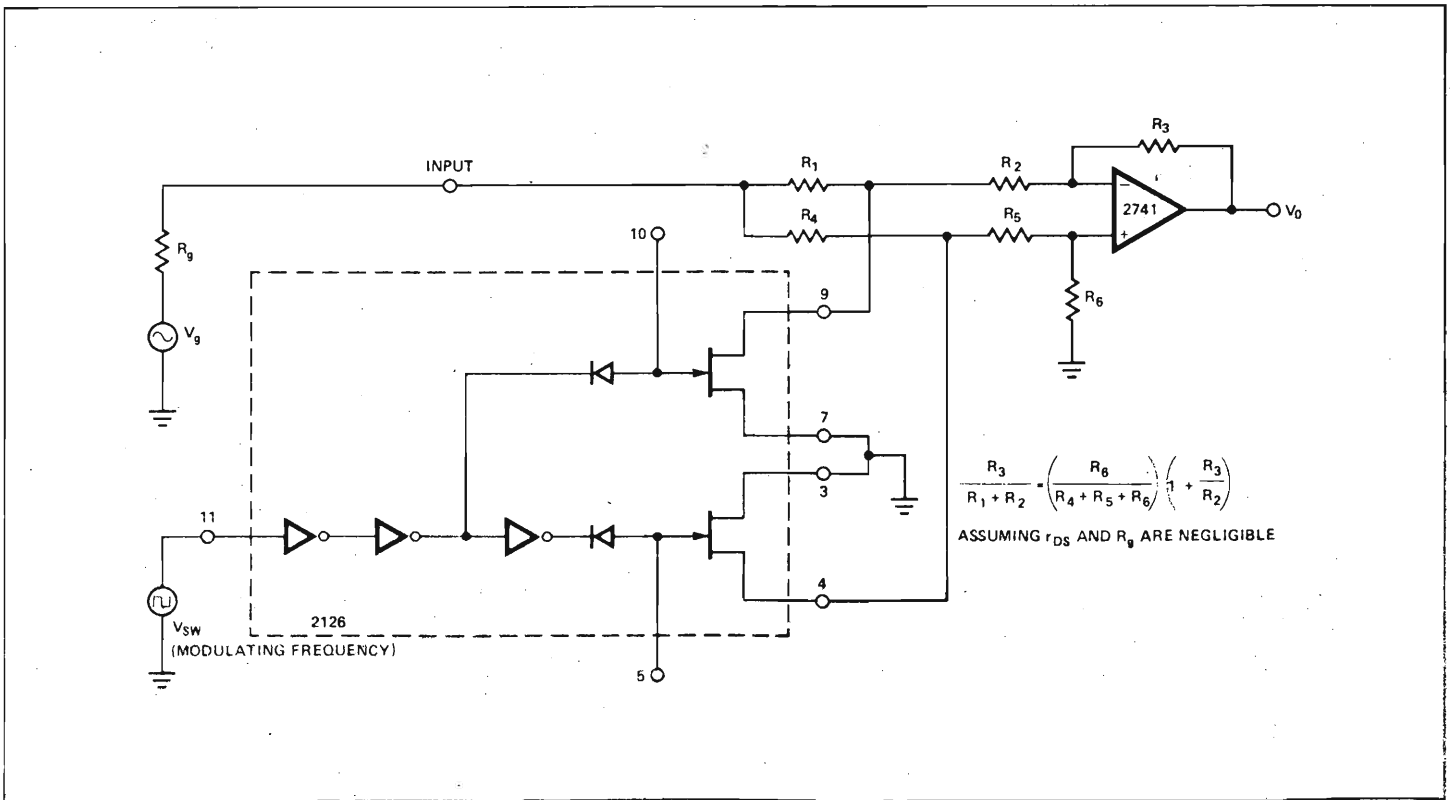 R3
INPUT
R1
R2
2741
V0
R4
R5
10
Rg
R6
9
Vg
7
3
R3 / (R1 + R2) = (R6 / (R4 + R5 + R6)) (1 + R3 / R2)
11
ASSUMING rDS AND Rg ARE NEGLIGIBLE
4
VSW
2126
(MODULATING FREQUENCY)
5